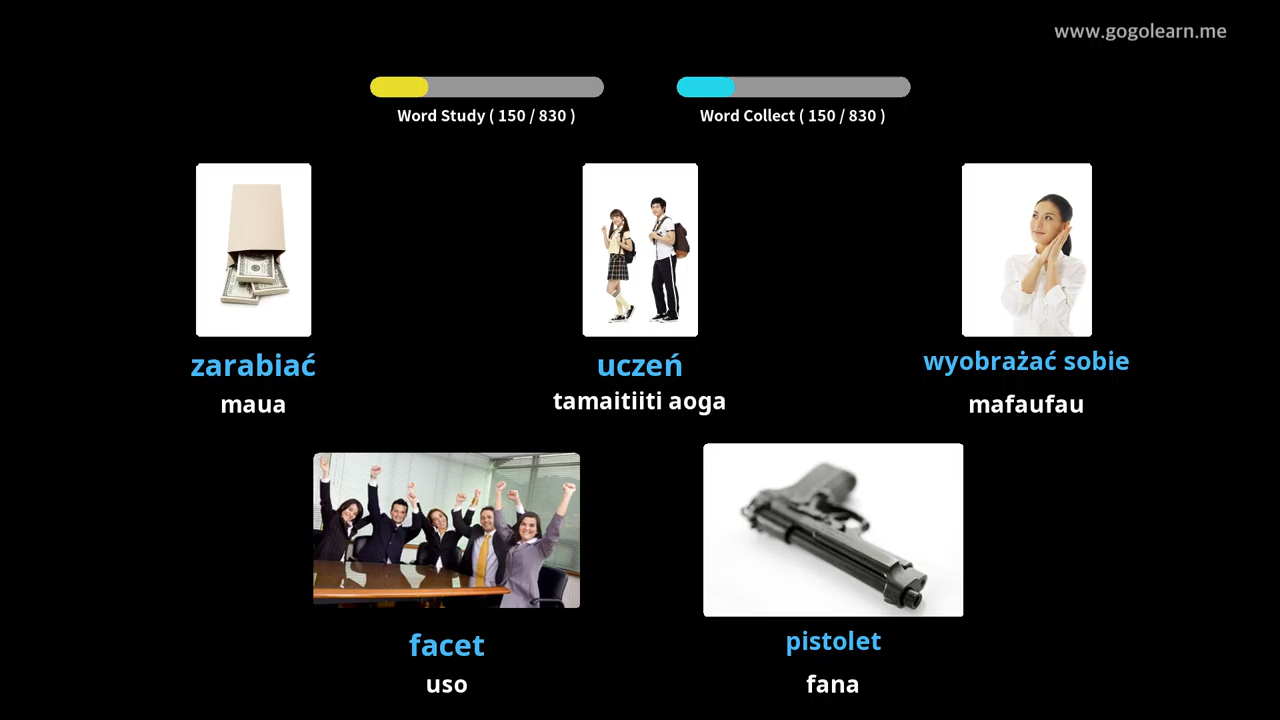 www.gogolearn.me
Word Study ( 150 / 830 )
Word Collect ( 150 / 830 )
zarabiać
maua
uczeń
tamaitiiti aoga
wyobrażać sobie
mafaufau
facet
uso
pistolet
fana